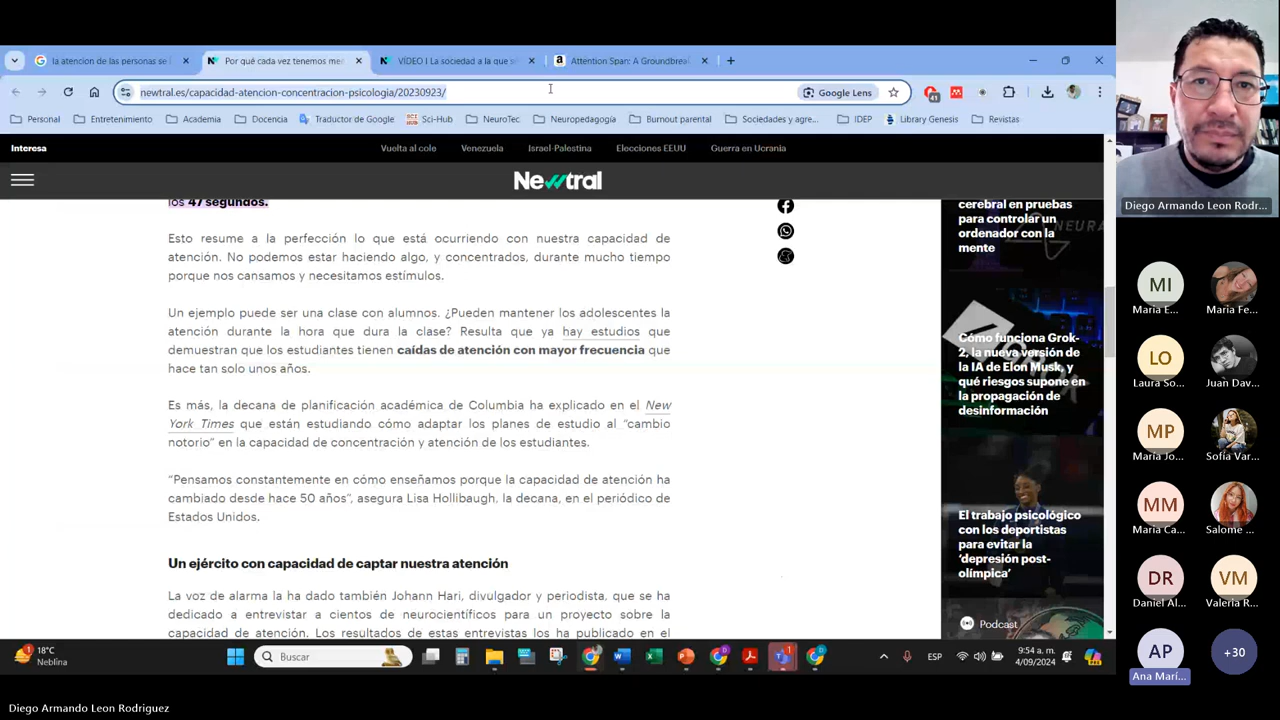 la atencion de las personas se
Por qué cada vez tenemos me
VÍDEO I La sociedad a la que
Attention Span: A Groundbreal
newtral.es/capacidad-atencion-concentracion-psicologia/20230923/
Google Lens
41
Personal
Entretenimiento
Academia
Docencia
Traductor de Google
Sci-Hub
NeuroTec
Neuropedagogía
Burnout parental
Sociedades y agre...
IDEP
Library Genesis
Revistas
Interesa
Vuelta al cole
Venezuela
Israel-Palestina
Elecciones EEUU
Guerra en Ucrania
Newtral
los 47 segundos.
Esto resume a la perfección lo que está ocurriendo con nuestra capacidad de
atención. No podemos estar haciendo algo, y concentrados, durante mucho tiempo
porque nos cansamos y necesitamos estímulos.
Un ejemplo puede ser una clase con alumnos. ¿Pueden mantener los adolescentes la
atención durante la hora que dura la clase? Resulta que ya hay estudios que
demuestran que los estudiantes tienen caídas de atención con mayor frecuencia que
hace tan solo unos años.
Es más, la decana de planificación académica de Columbia ha explicado en el New
York Times que están estudiando cómo adaptar los planes de estudio al “cambio
notorio” en la capacidad de concentración y atención de los estudiantes.
“Pensamos constantemente en cómo enseñamos porque la capacidad de atención ha
cambiado desde hace 50 años”, asegura Lisa Hollibaugh, la decana, en el periódico de
Estados Unidos.
Un ejército con capacidad de captar nuestra atención
La voz de alarma la ha dado también Johann Hari, divulgador y periodista, que se ha
dedicado a entrevistar a cientos de neurocientíficos para un proyecto sobre la
capacidad de atención. Los resultados de estas entrevistas los ha publicado en el
cerebral en pruebas
para controlar un
ordenador con la
mente
Cómo funciona Grok-
2, la nueva versión de
la IA de Elon Musk, y
qué riesgos supone en
la propagación de
desinformación
El trabajo psicológico
con los deportistas
para evitar la
‘depresión post-
olímpica’
Podcast
18°C
Neblina
Buscar
ESP
9:54 a. m.
4/09/2024
Diego Armando Leon Rodr...
MI
Maria E...
Maria Fe...
LO
Laura So...
Juan Dav...
MP
Maria Jo...
Sofía Var...
MM
Maria Ca...
Salome ...
DR
Daniel Al...
VM
Valeria R...
AP
Ana Marí...
+30
Diego Armando Leon Rodriguez